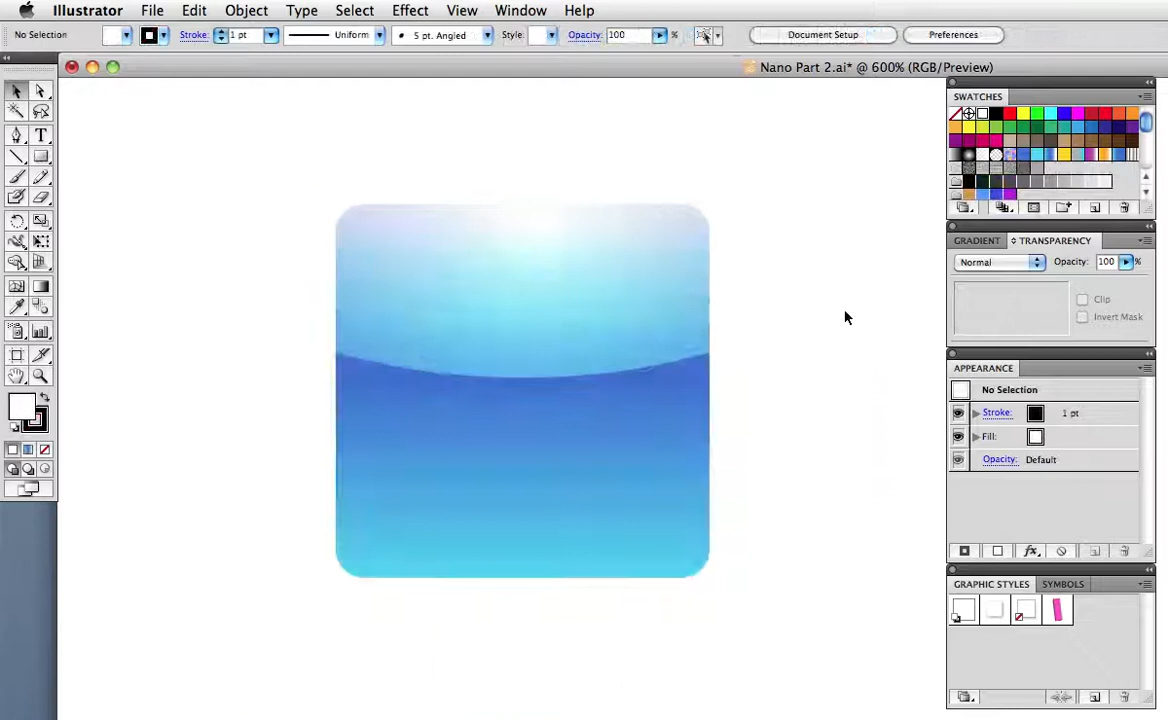 Illustrator File Edit Object Type Select Effect View Window Help
No Selection Stroke: 1 pt Uniform 5 pt. Angled Style: Opacity: 100 % Document Setup Preferences
Nano Part 2.ai* @ 600% (RGB/Preview)
SWATCHES
GRADIENT TRANSPARENCY
Normal Opacity: 100 %
Clip
Invert Mask
APPEARANCE
No Selection
Stroke: 1 pt
Fill:
Opacity: Default
fx
GRAPHIC STYLES SYMBOLS